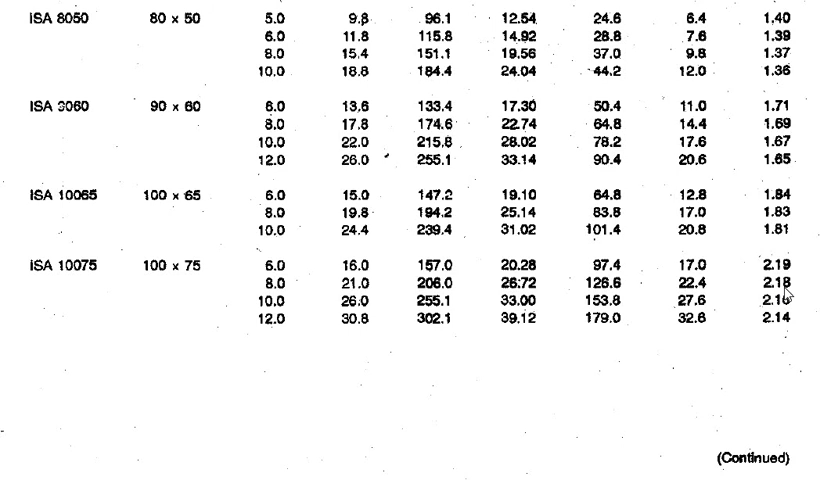 ISA 8050 80 x 50 5.0 9.8 96.1 12.54 24.6 6.4 1.40
6.0 11.8 115.8 14.92 28.8 7.6 1.39
8.0 15.4 151.1 19.56 37.0 9.8 1.37
10.0 18.8 184.4 24.04 44.2 12.0 1.36
ISA 9060 90 x 60 6.0 13.6 133.4 17.30 50.4 11.0 1.71
8.0 17.8 174.6 22.74 64.8 14.4 1.69
10.0 22.0 215.8 28.02 78.2 17.6 1.67
12.0 26.0 255.1 33.14 90.4 20.6 1.65
ISA 10065 100 x 65 6.0 15.0 147.2 19.10 64.8 12.8 1.84
8.0 19.8 194.2 25.14 83.8 17.0 1.83
10.0 24.4 239.4 31.02 101.4 20.8 1.81
ISA 10075 100 x 75 6.0 16.0 157.0 20.28 97.4 17.0 2.19
8.0 21.0 206.0 26.72 126.6 22.4 2.18
10.0 26.0 255.1 33.00 153.8 27.6 2.16
12.0 30.8 302.1 39.12 179.0 32.6 2.14
(Continued)